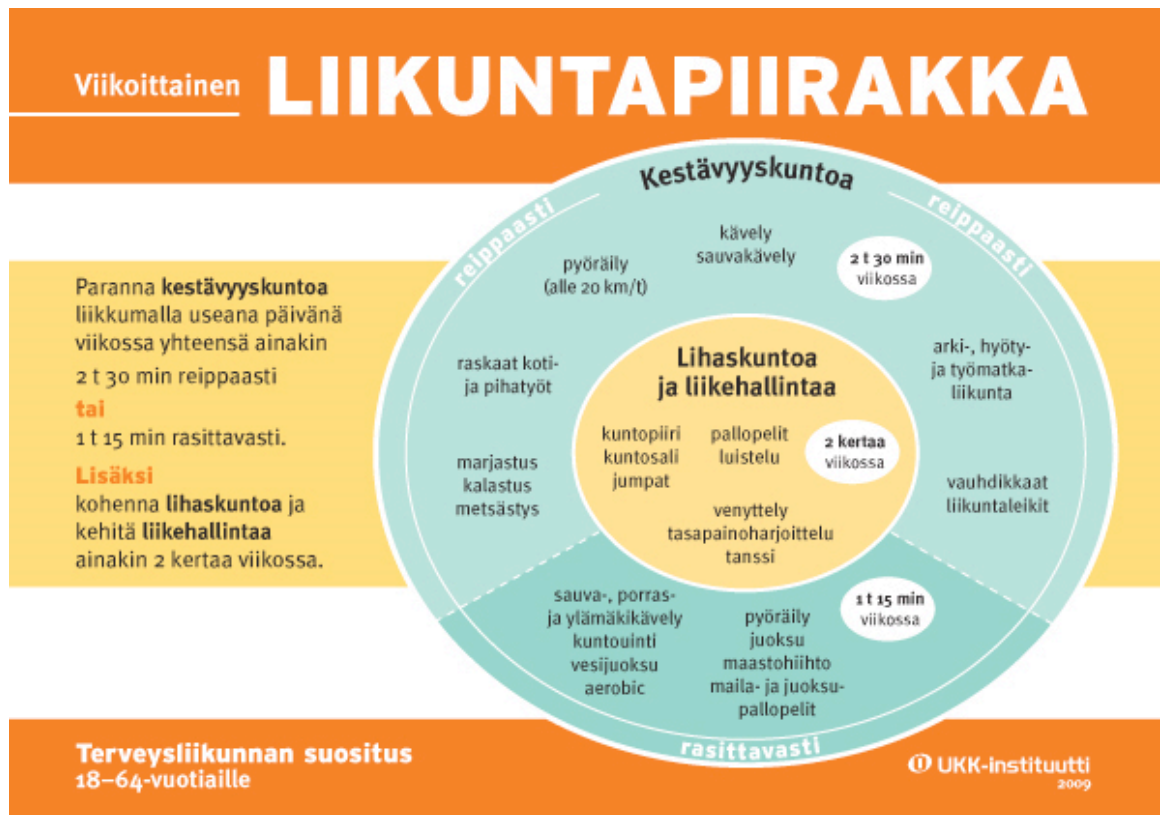 Viikoittainen LIIKUNTAPIIRAKKA
Paranna kestävyyskuntoa
liikkumalla useana päivänä
viikossa yhteensä ainakin
2 t 30 min reippaasti
tai
1 t 15 min rasittavasti.
Lisäksi
kohenna lihaskuntoa ja
kehitä liikehallintaa
ainakin 2 kertaa viikossa.
Kestävyyskuntoa
reippaasti
reippaasti
kävely
sauvakävely
2 t 30 min
viikossa
pyöräily
(alle 20 km/t)
raskaat koti-
ja pihatyöt
marjastus
kalastus
metsästys
arki-, hyöty-
ja työmatka-
liikunta
vauhdikkaat
liikuntaleikit
Lihaskuntoa
ja liikehallintaa
kuntopiiri
kuntosali
jumpat
pallopelit
luistelu
2 kertaa
viikossa
venyttely
tasapainoharjoittelu
tanssi
sauva-, porras-
ja ylämäkikävely
kuntouinti
vesijuoksu
aerobic
pyöräily
juoksu
maastohiihto
maila- ja juoksu-
pallopelit
1 t 15 min
viikossa
rasittavasti
Terveysliikunnan suositus
18–64-vuotiaille
UKK-instituutti
2009